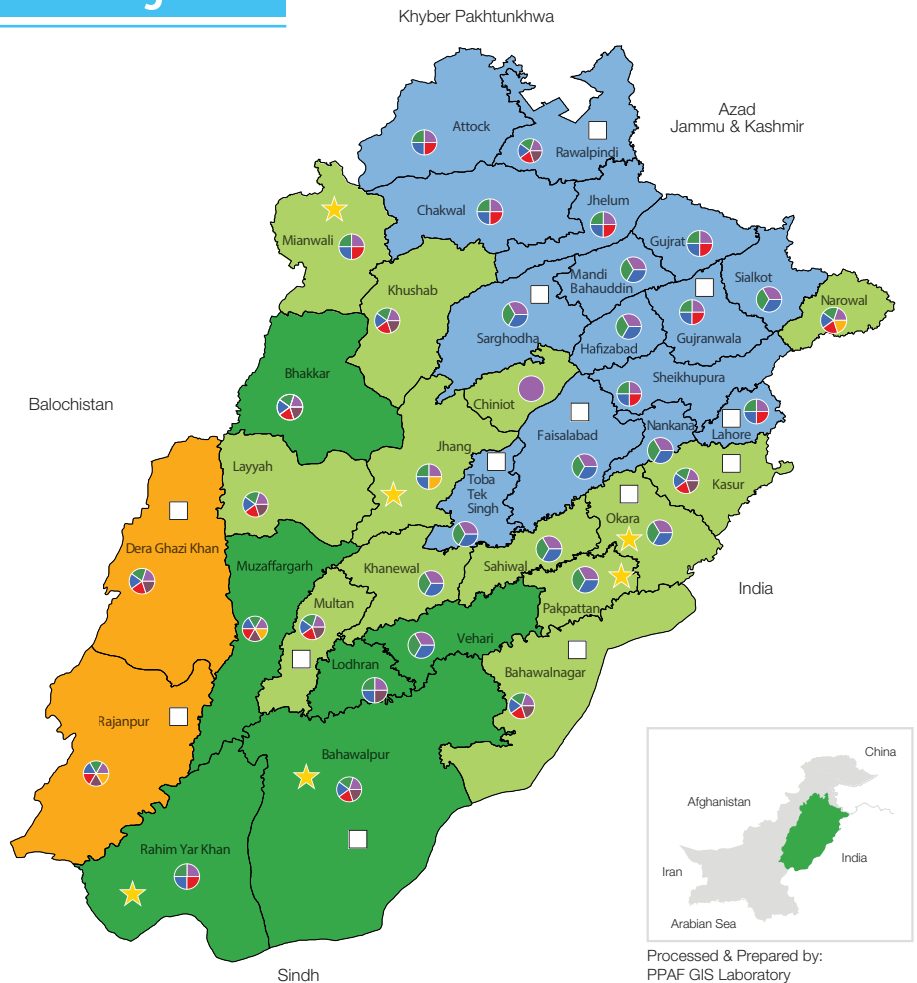 Khyber Pakhtunkhwa
Azad
Jammu & Kashmir
Attock
Rawalpindi
Chakwal
Jhelum
Mianwali
Gujrat
Khushab
Mandi
Bahauddin
Sialkot
Narowal
Sarghodha
Hafizabad
Gujranwala
Bhakkar
Sheikhupura
Balochistan
Chiniot
Faisalabad
Nankana
Lahore
Jhang
Layyah
Toba
Tek
Singh
Kasur
Okara
Dera Ghazi Khan
Muzaffargarh
Khanewal
Sahiwal
India
Multan
Pakpattan
Vehari
Lodhran
Bahawalnagar
Rajanpur
Bahawalpur
China
Afghanistan
Rahim Yar Khan
India
Iran
Arabian Sea
Processed & Prepared by:
PPAF GIS Laboratory
Sindh